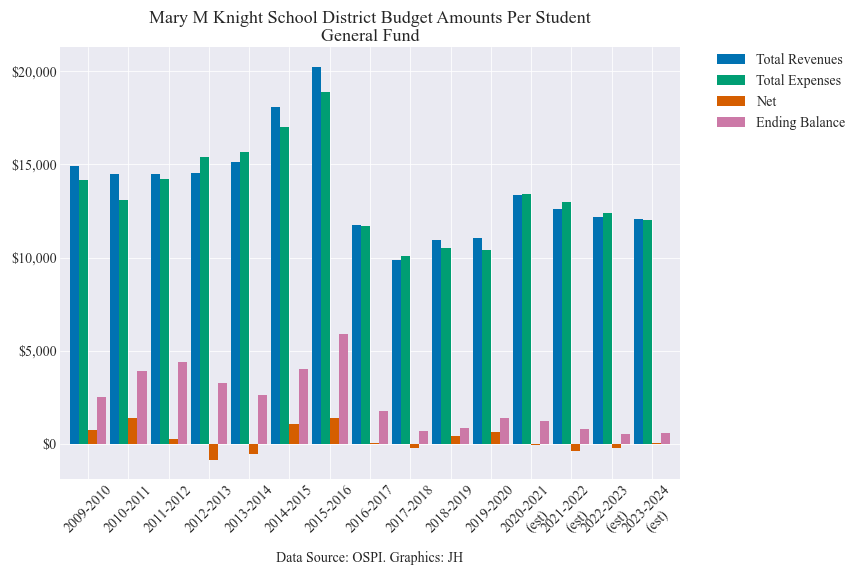 Mary M Knight School District Budget Amounts Per Student
General Fund
Total Revenues
Total Expenses
Net
Ending Balance
$20,000
$15,000
$10,000
$5,000
$0
2009-2010
2010-2011
2011-2012
2012-2013
2013-2014
2014-2015
2015-2016
2016-2017
2017-2018
2018-2019
2019-2020
2020-2021
(est)
2021-2022
(est)
2022-2023
(est)
2023-2024
(est)
Data Source: OSPI. Graphics: JH